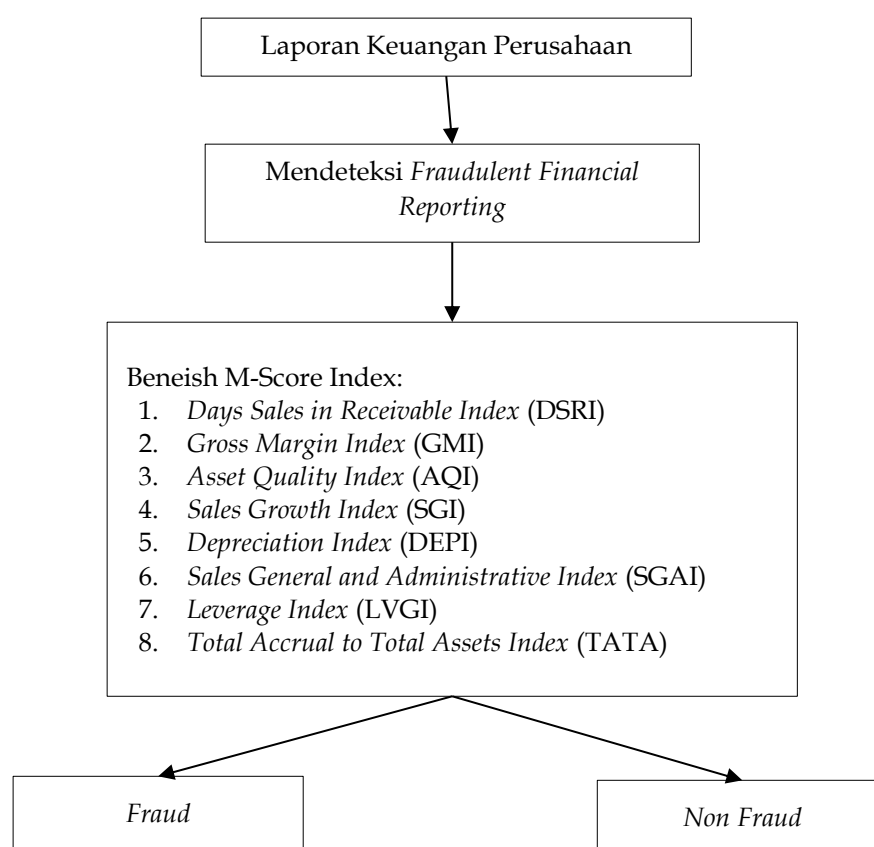 Laporan Keuangan Perusahaan
Mendeteksi Fraudulent Financial
Reporting
Beneish M-Score Index:
1. Days Sales in Receivable Index (DSRI)
2. Gross Margin Index (GMI)
3. Asset Quality Index (AQI)
4. Sales Growth Index (SGI)
5. Depreciation Index (DEPI)
6. Sales General and Administrative Index (SGAI)
7. Leverage Index (LVGI)
8. Total Accrual to Total Assets Index (TATA)
Fraud
Non Fraud